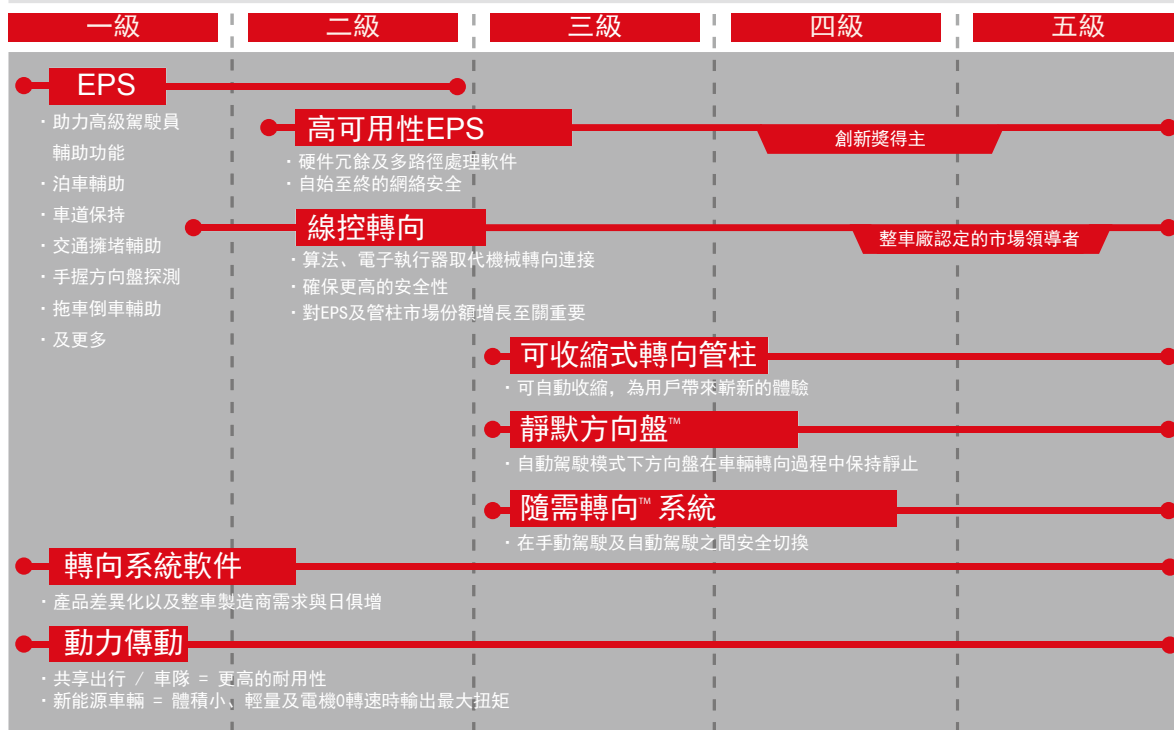 一級 二級 三級 四級 五級
EPS
·助力高級駕駛員
輔助功能
·泊車輔助
·車道保持
·交通擁堵輔助
·手握方向盤探測
·拖車倒車輔助
·及更多
高可用性EPS
創新獎得主
·硬件冗餘及多路徑處理軟件
·自始至終的網絡安全
線控轉向
整車廠認定的市場領導者
·算法、電子執行器取代機械轉向連接
·確保更高的安全性
·對EPS及管柱市場份額增長至關重要
可收縮式轉向管柱
·可自動收縮，為用戶帶來嶄新的體驗
靜默方向盤™
·自動駕駛模式下方向盤在車輛轉向過程中保持靜止
隨需轉向™ 系統
·在手動駕駛及自動駕駛之間安全切換
轉向系統軟件
·產品差異化以及整車製造商需求與日俱增
動力傳動
·共享出行 / 車隊 = 更高的耐用性
·新能源車輛 = 體積小、輕量及電機0轉速時輸出最大扭矩